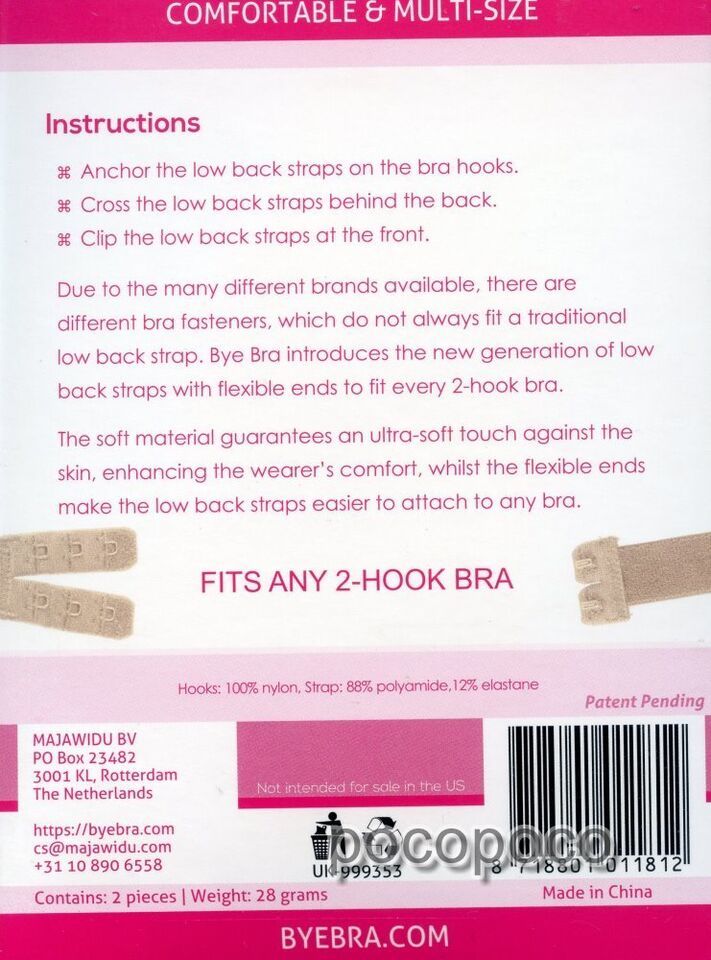 COMFORTABLE & MULTI-SIZE
Instructions
⌘ Anchor the low back straps on the bra hooks.
⌘ Cross the low back straps behind the back.
⌘ Clip the low back straps at the front.
Due to the many different brands available, there are
different bra fasteners, which do not always fit a traditional
low back strap. Bye Bra introduces the new generation of low
back straps with flexible ends to fit every 2-hook bra.
The soft material guarantees an ultra-soft touch against the
skin, enhancing the wearer's comfort, whilst the flexible ends
make the low back straps easier to attach to any bra.
FITS ANY 2-HOOK BRA
Hooks: 100% nylon, Strap: 88% polyamide,12% elastane
Patent Pending
MAJAWIDU BV
PO Box 23482
3001 KL, Rotterdam
The Netherlands
https://byebra.com
cs@majawidu.com
+31 10 890 6558
Not intended for sale in the US
pocopoco
UK-999353
8 718801 011812
Contains: 2 pieces | Weight: 28 grams
Made in China
BYEBRA.COM